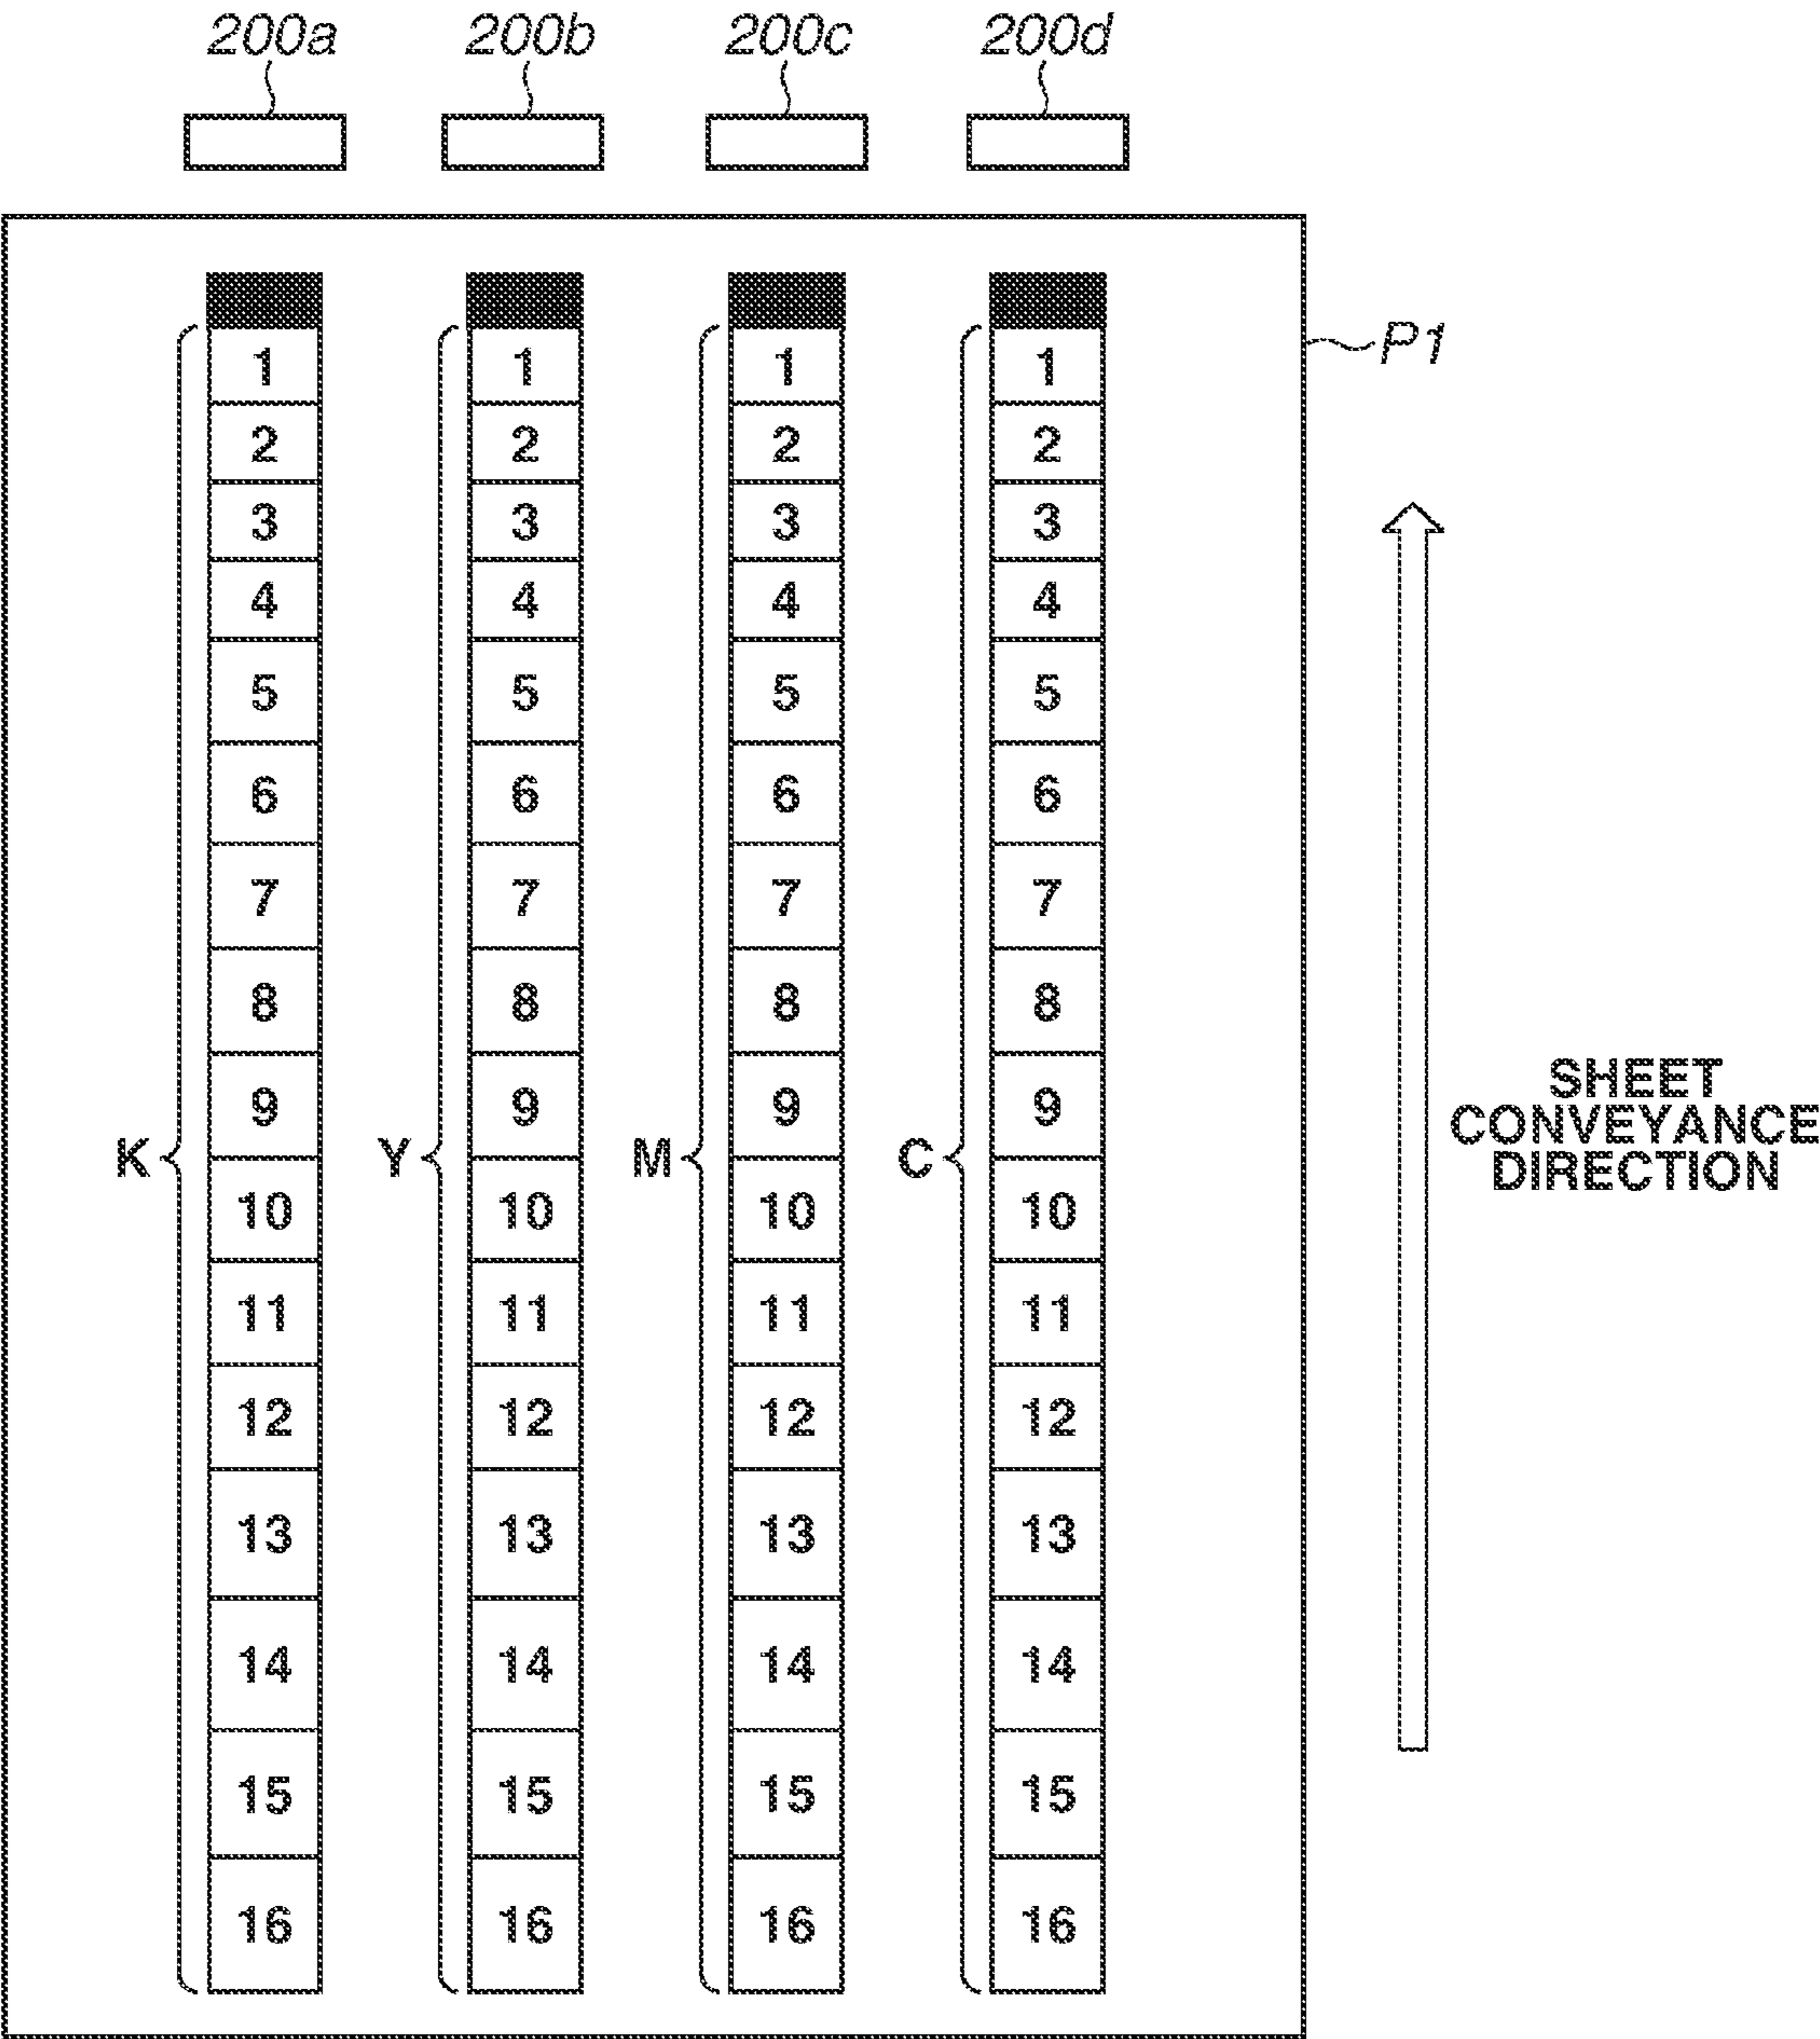 200a 200b 200c 200d
P1
1 1 1 1
2 2 2 2
3 3 3 3
4 4 4 4
5 5 5 5
6 6 6 6
7 7 7 7
8 8 8 8
9 9 9 9
K Y M C
10 10 10 10
11 11 11 11
12 12 12 12
13 13 13 13
14 14 14 14
15 15 15 15
16 16 16 16
SHEET
CONVEYANCE
DIRECTION